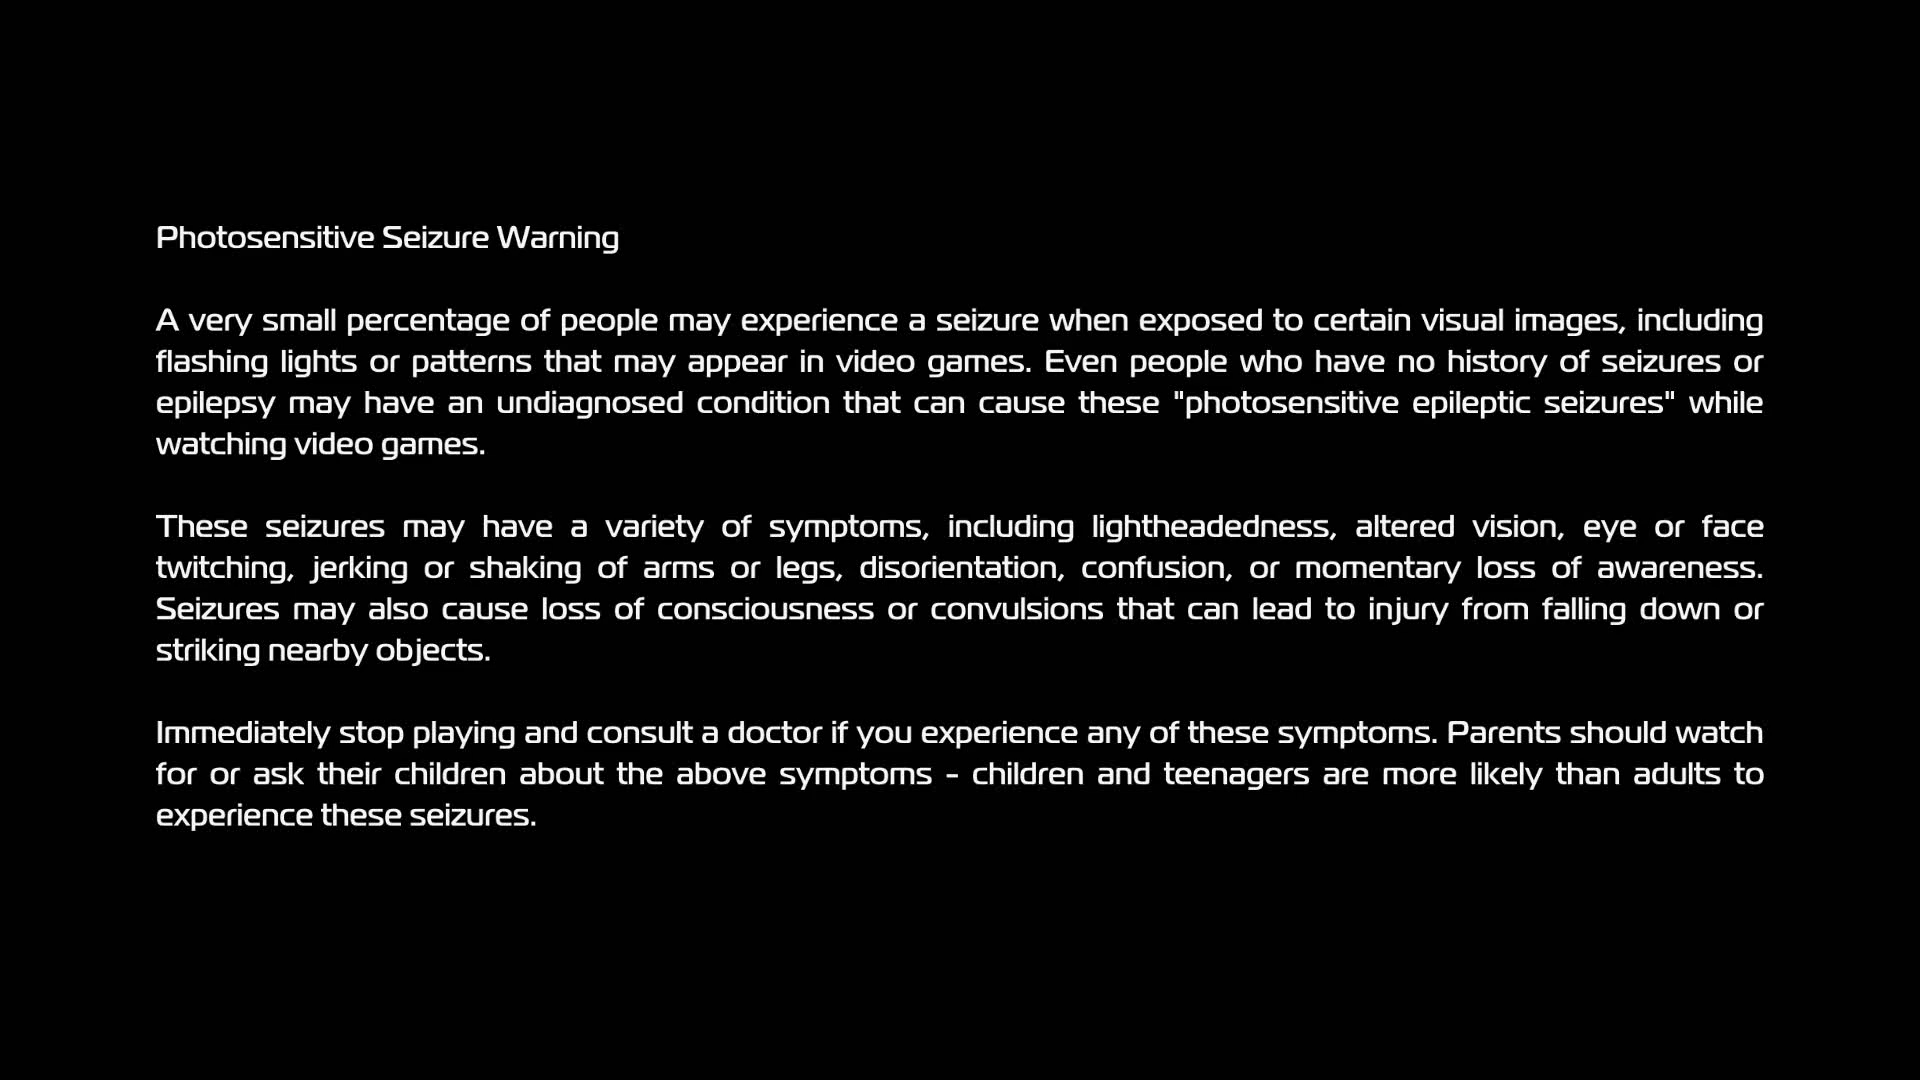 Photosensitive Seizure Warning
A very small percentage of people may experience a seizure when exposed to certain visual images, including
flashing lights or patterns that may appear in video games. Even people who have no history of seizures or
epilepsy may have an undiagnosed condition that can cause these "photosensitive epileptic seizures" while
watching video games.
These seizures may have a variety of symptoms, including lightheadedness, altered vision, eye or face
twitching, jerking or shaking of arms or legs, disorientation, confusion, or momentary loss of awareness.
Seizures may also cause loss of consciousness or convulsions that can lead to injury from falling down or
striking nearby objects.
Immediately stop playing and consult a doctor if you experience any of these symptoms. Parents should watch
for or ask their children about the above symptoms - children and teenagers are more likely than adults to
experience these seizures.